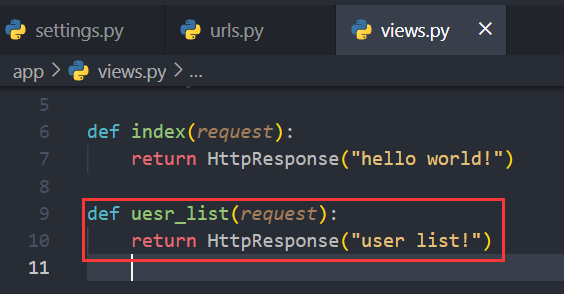 settings.py
urls.py
views.py ×
app > views.py > ...
5
6 def index(request):
7 return HttpResponse("hello world!")
8
9 def uesr_list(request):
10 return HttpResponse("user list!")
11